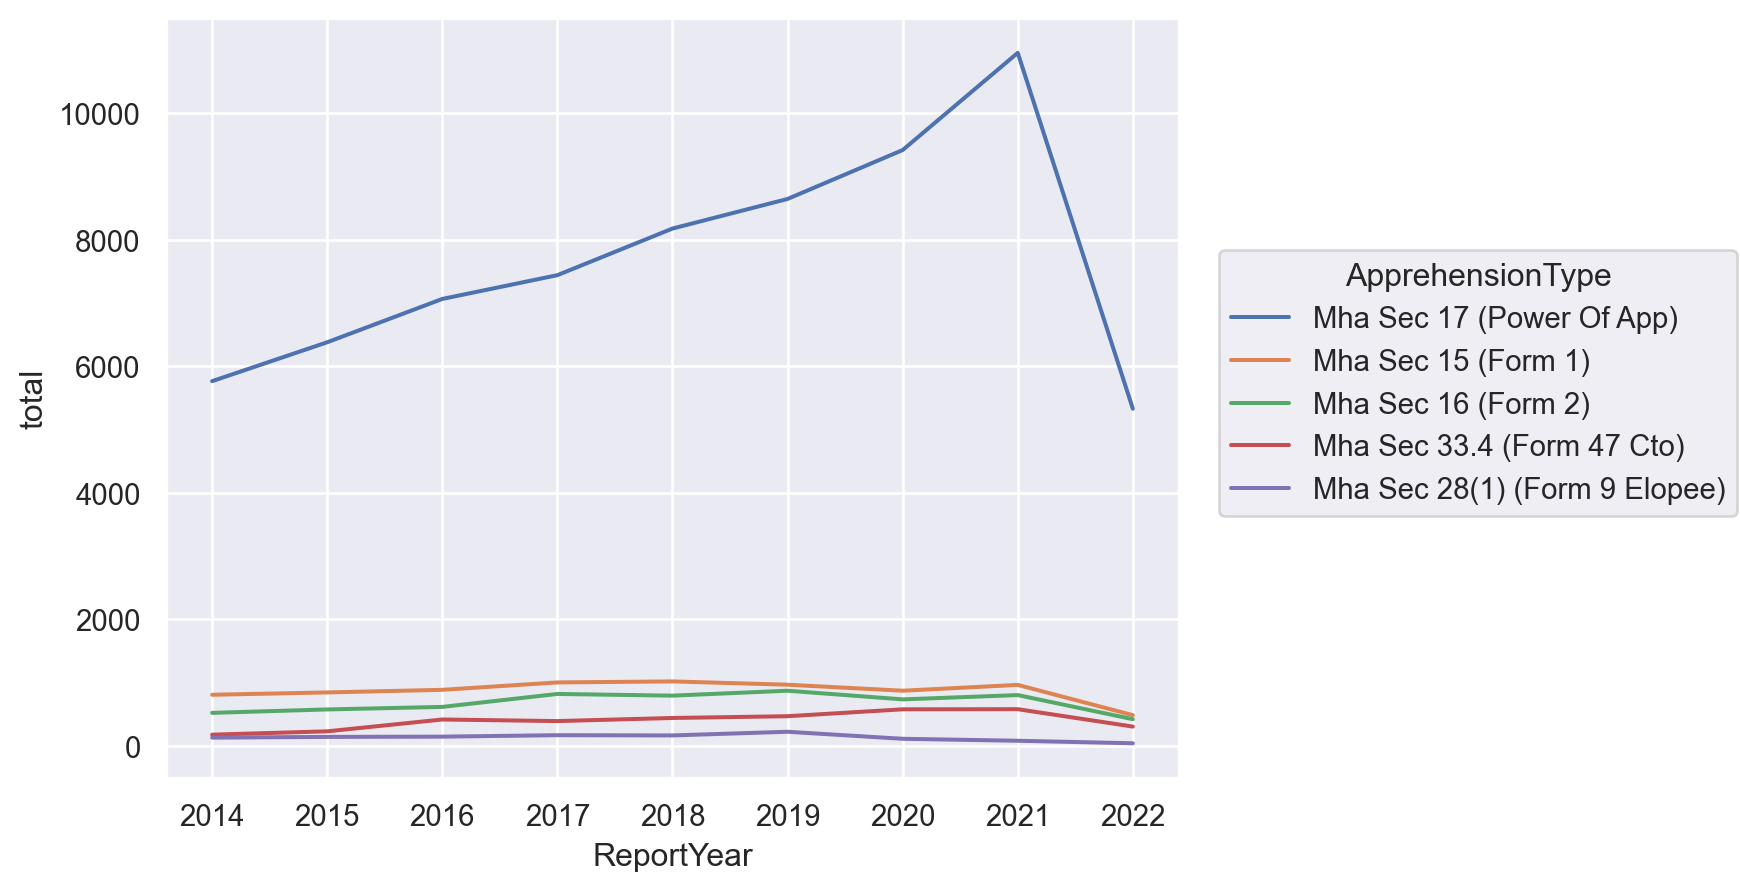 10000
8000
6000
4000
2000
0
total
2014 2015 2016 2017 2018 2019 2020 2021 2022
ReportYear
ApprehensionType
Mha Sec 17 (Power Of App)
Mha Sec 15 (Form 1)
Mha Sec 16 (Form 2)
Mha Sec 33.4 (Form 47 Cto)
Mha Sec 28(1) (Form 9 Elopee)